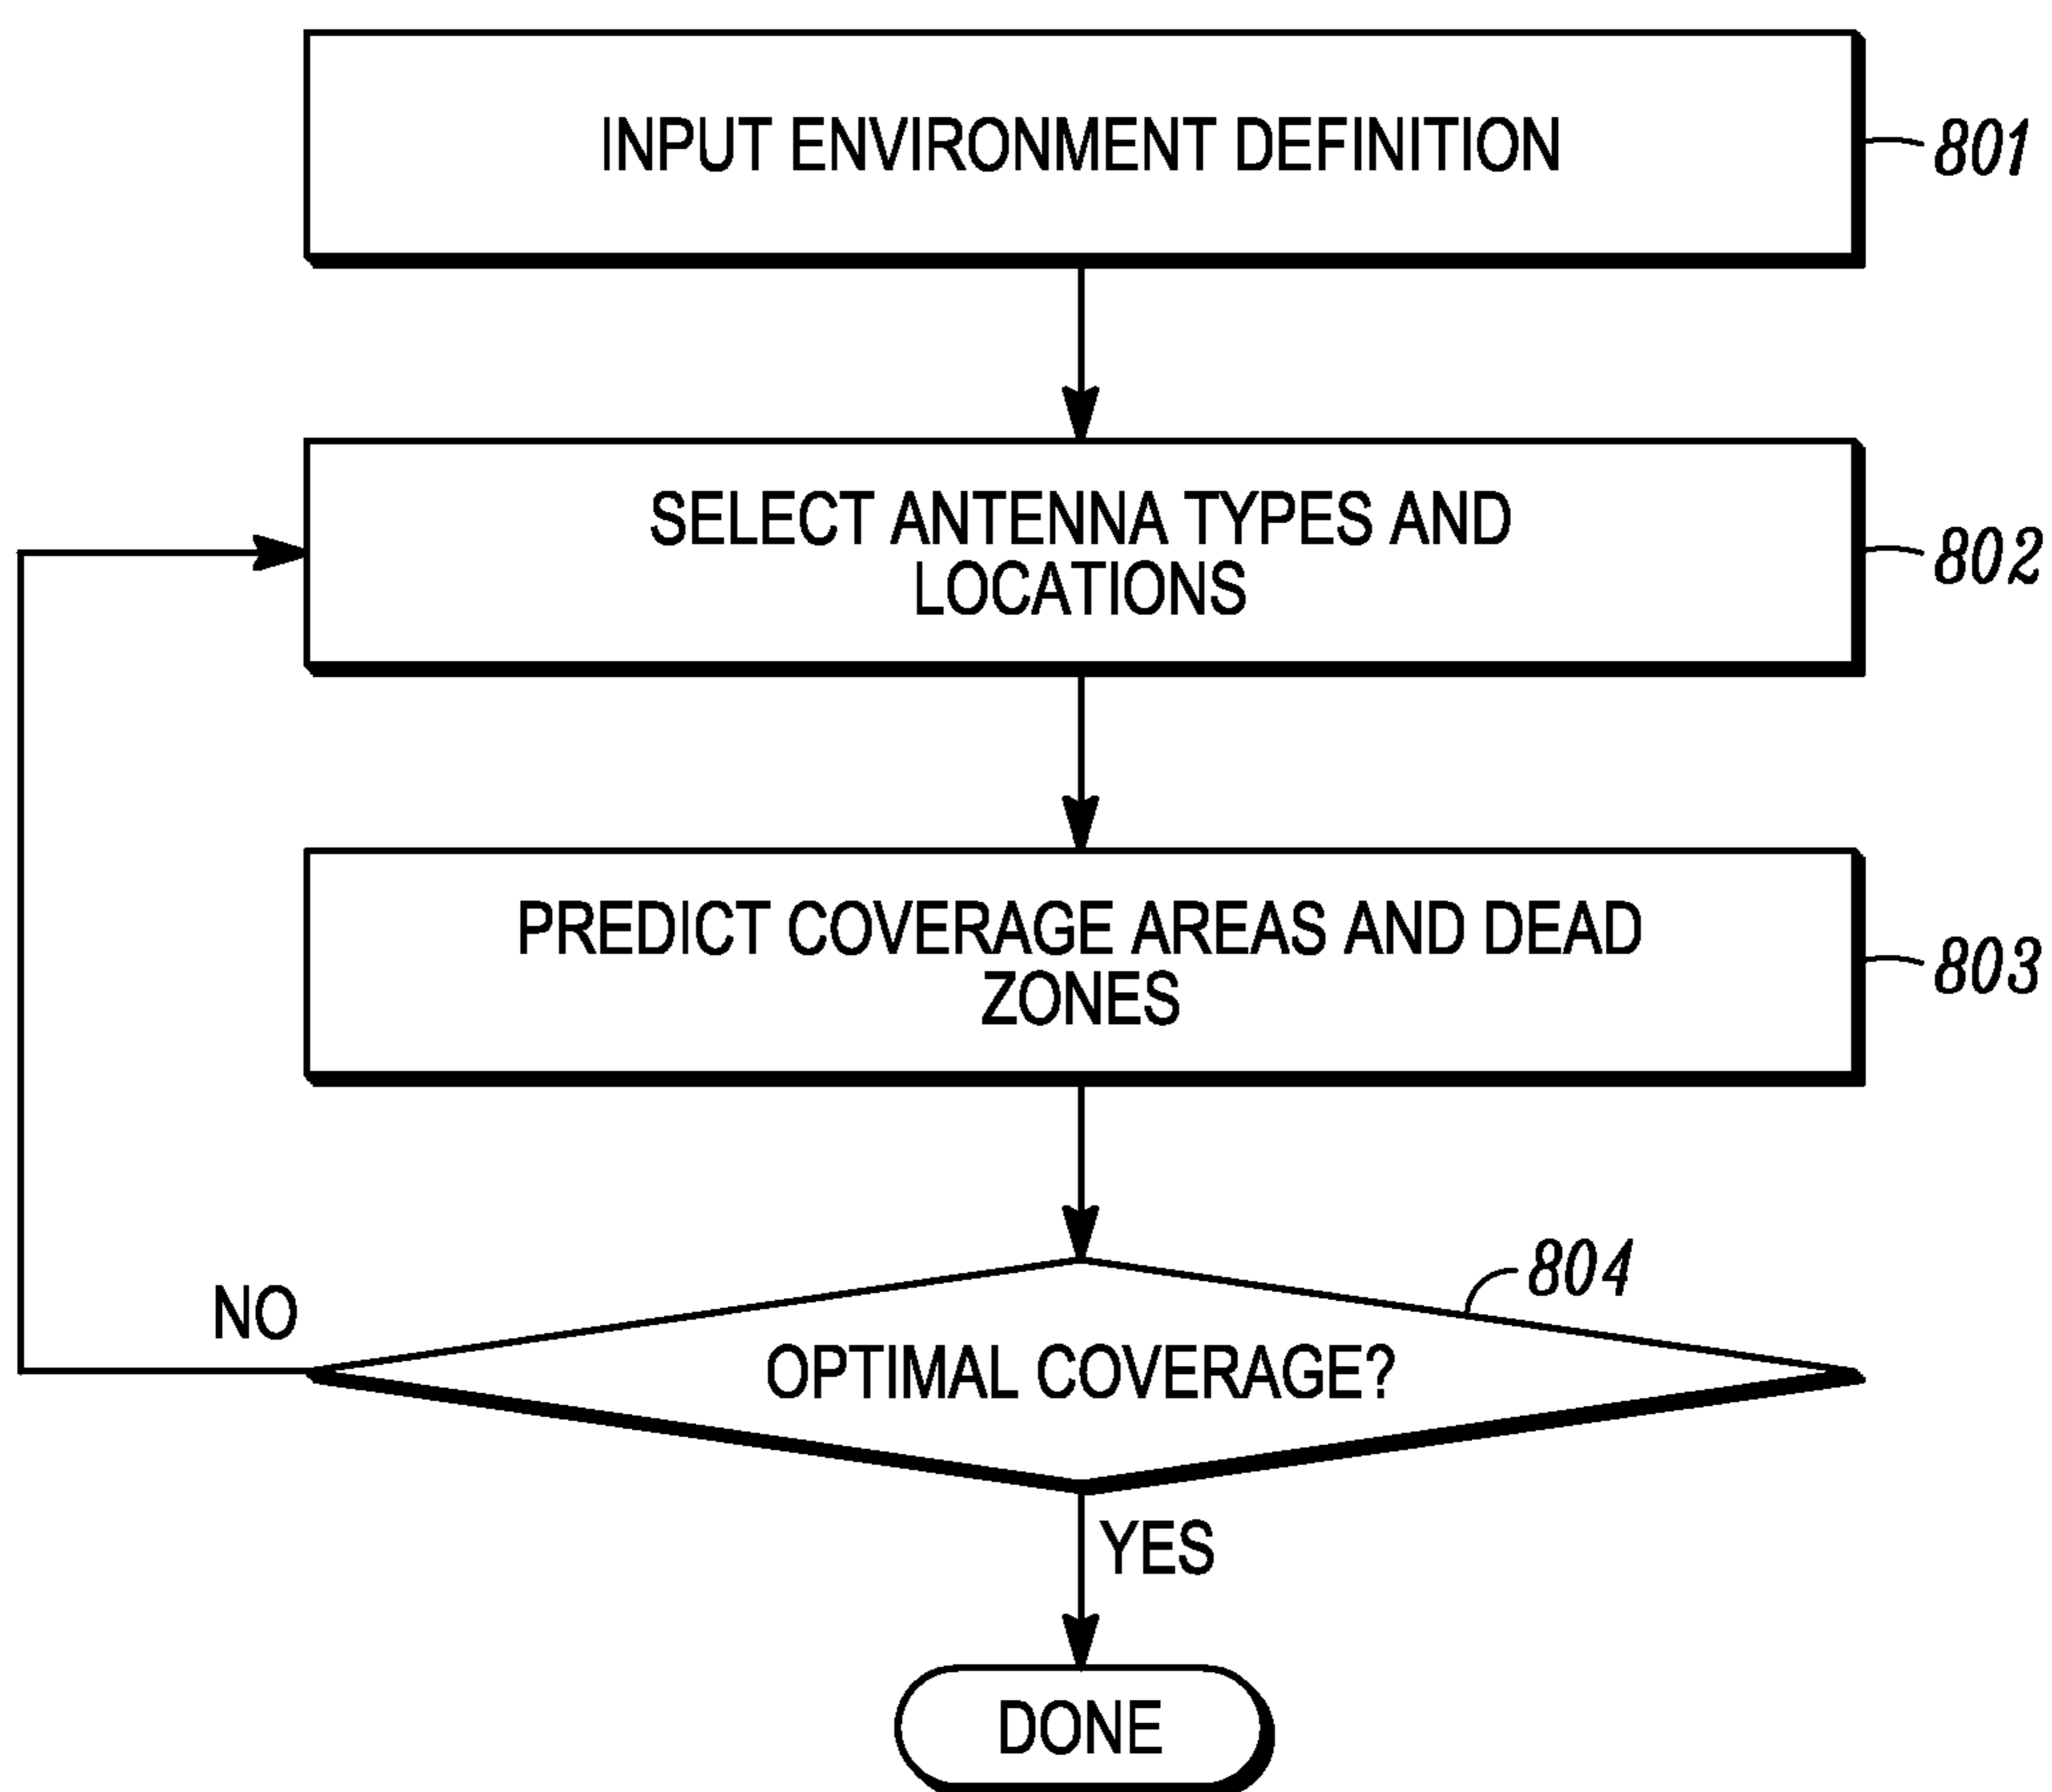 INPUT ENVIRONMENT DEFINITION
801
SELECT ANTENNA TYPES AND
LOCATIONS
802
PREDICT COVERAGE AREAS AND DEAD
ZONES
803
804
NO
OPTIMAL COVERAGE?
YES
DONE